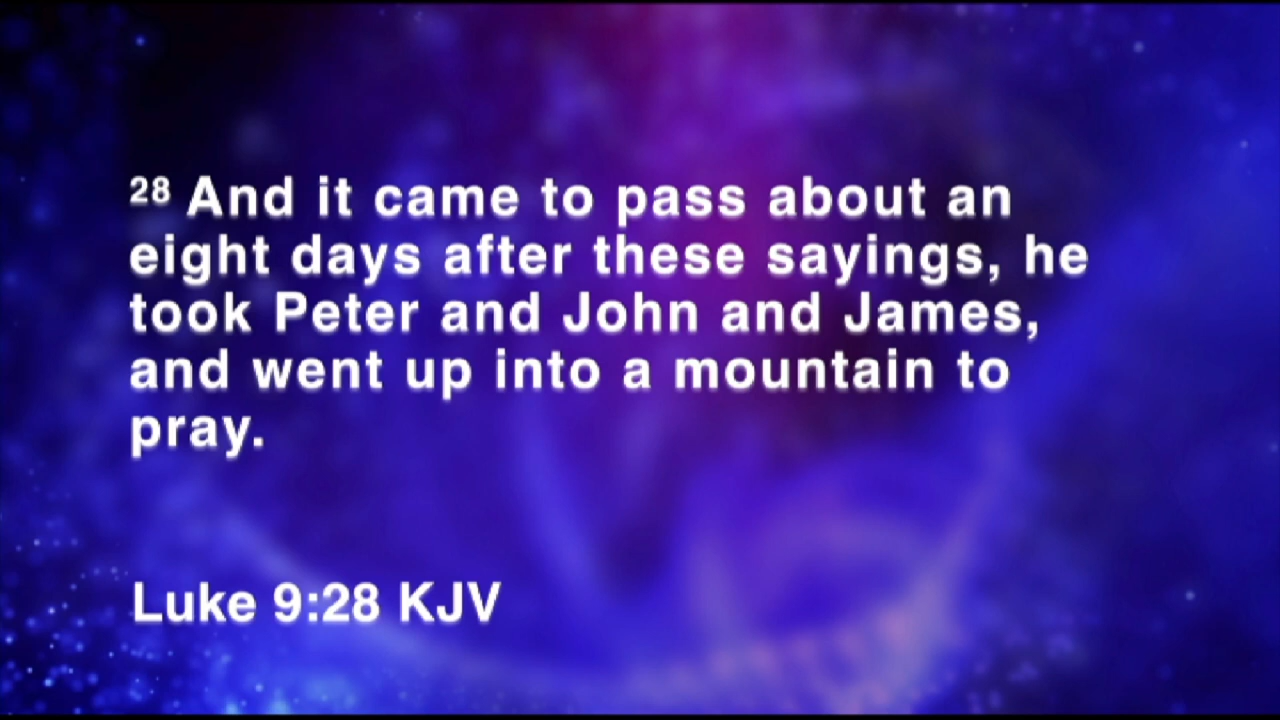 28 And it came to pass about an
eight days after these sayings, he
took Peter and John and James,
and went up into a mountain to
pray.
Luke 9:28 KJV